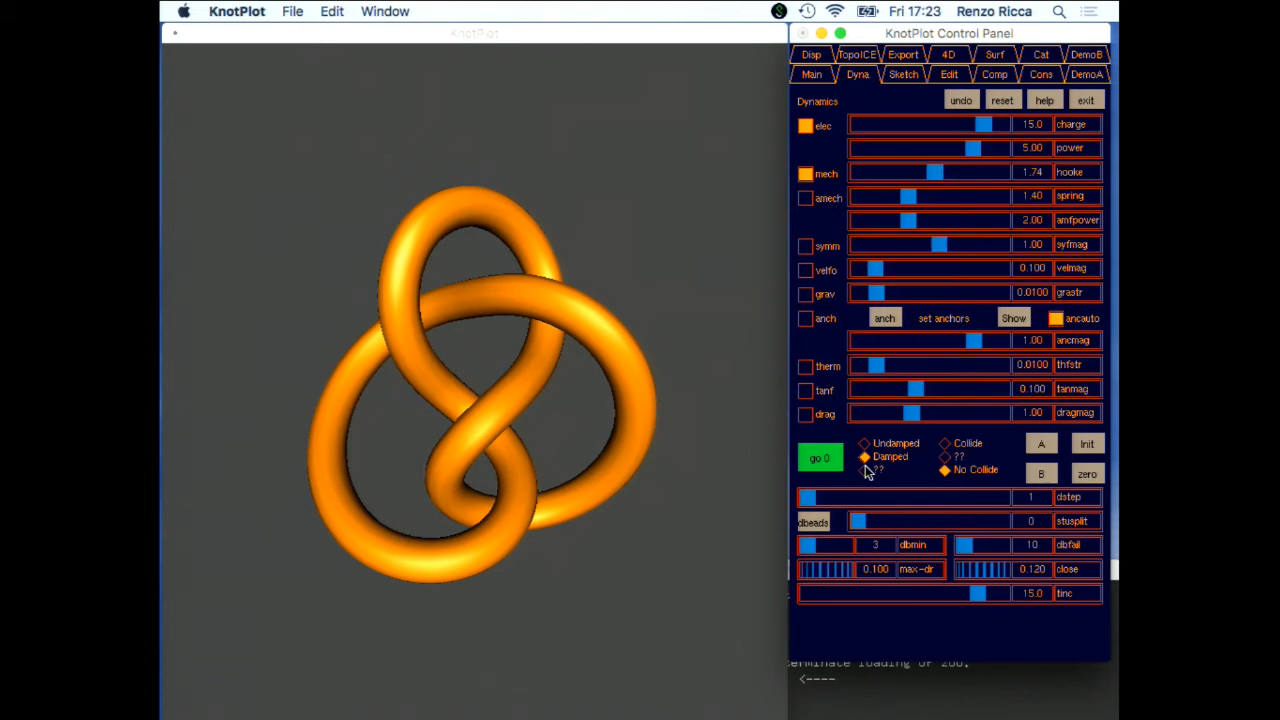 KnotPlot File Edit Window Fri 17:23 Renzo Ricca
KnotPlot
KnotPlot Control Panel
Disp TopoICE Export 4D Surf Cat DemoB
Main Dyna Sketch Edit Comp Cons DemoA
Dynamics undo reset help exit
elec 15.0 charge
5.00 power
mech 1.74 hooke
amech 1.40 spring
2.00 amfpower
symm 1.00 syfmag
velfo 0.100 velmag
grav 0.0100 grastr
anch anch set anchors Show ancauto
1.00 ancmag
therm 0.0100 thfstr
tanf 0.100 tanmag
drag 1.00 dragmag
go 0 Undamped Collide A Init
Damped ??
?? No Collide B zero
1 dstep
dbeads 0 stusplit
3 dbmin 10 dbfail
0.100 max-dr 0.120 close
15.0 tinc
erminate loading of
<----